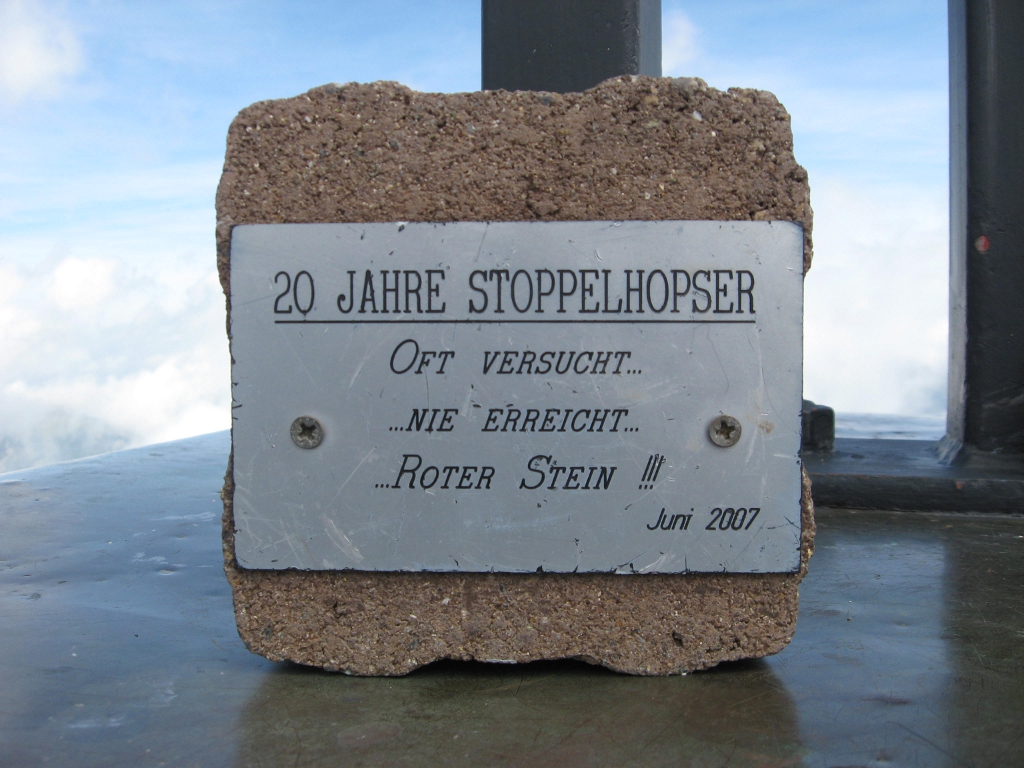 20 JAHRE STOPPELHOPSER
OFT VERSUCHT...
...NIE ERREICHT...
...ROTER STEIN !!!
Juni 2007